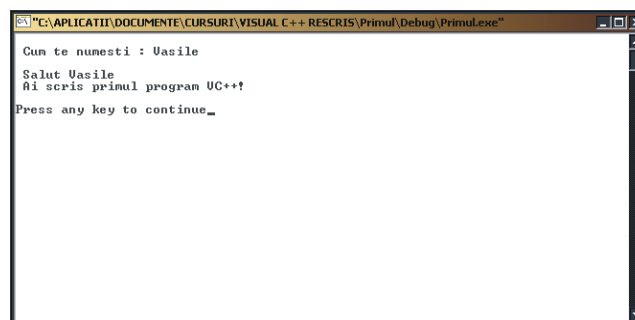 "C:\APLICATII\DOCUMENTE\CURSURI\VISUAL C++ RESCRIS\Primul\Debug\Primul.exe"
Cum te numesti : Vasile
Salut Vasile
Ai scris primul program VC++!
Press any key to continue_